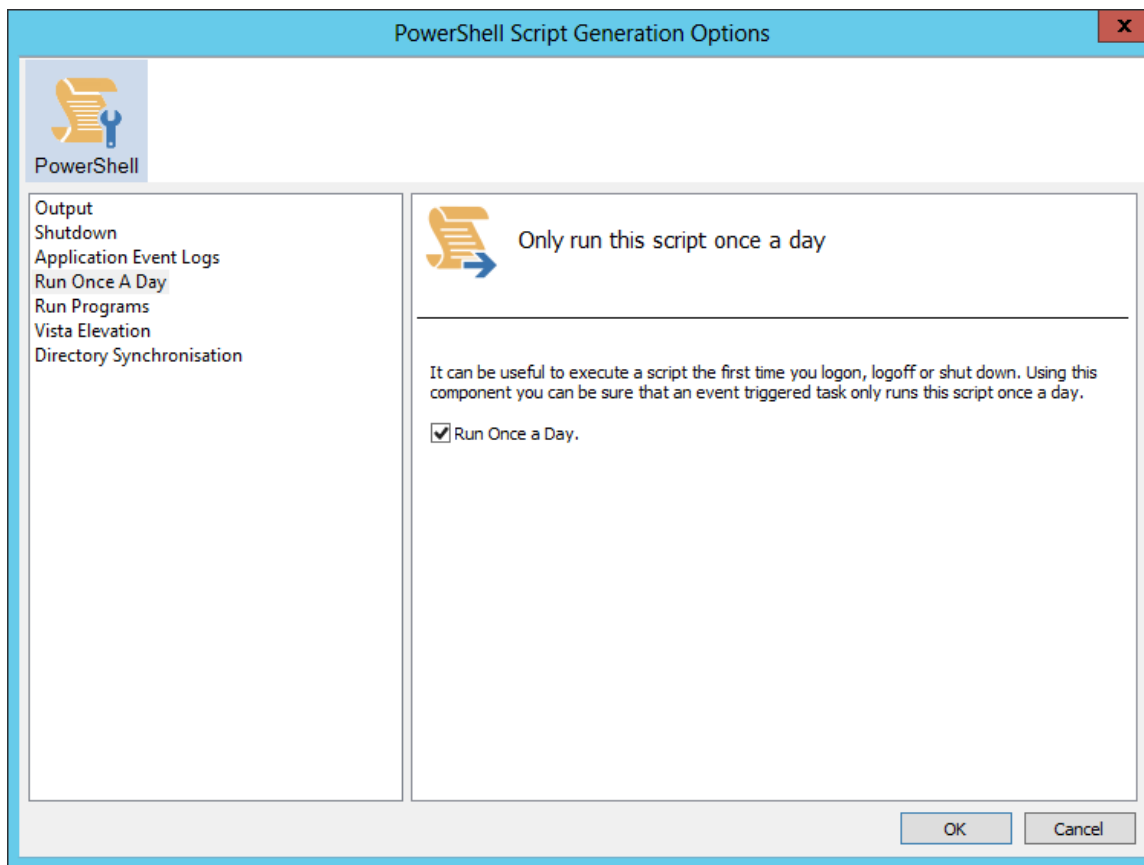 PowerShell Script Generation Options
x
PowerShell
Output
Shutdown
Application Event Logs
Run Once A Day
Run Programs
Vista Elevation
Directory Synchronisation
Only run this script once a day
It can be useful to execute a script the first time you logon, logoff or shut down. Using this
component you can be sure that an event triggered task only runs this script once a day.
Run Once a Day.
OK
Cancel